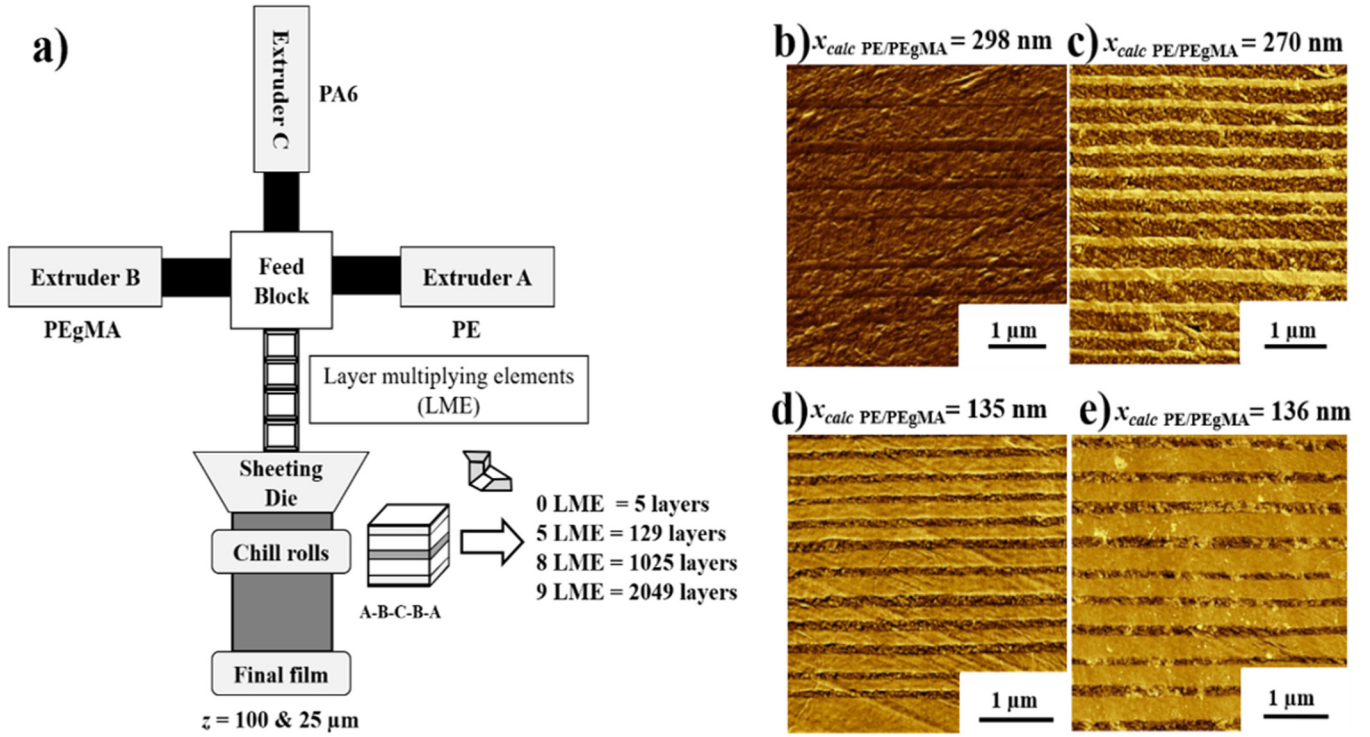 a)
Extruder C
PA6
Extruder B
Feed
Block
Extruder A
PEgMA
PE
Layer multiplying elements
(LME)
Sheeting
Die
Chill rolls
A-B-C-B-A
0 LME = 5 layers
5 LME = 129 layers
8 LME = 1025 layers
9 LME = 2049 layers
Final film
z = 100 & 25 µm
b) xcalc PE/PEgMA = 298 nm
1 µm
c) xcalc PE/PEgMA = 270 nm
1 µm
d) xcalc PE/PEgMA = 135 nm
1 µm
e) xcalc PE/PEgMA = 136 nm
1 µm